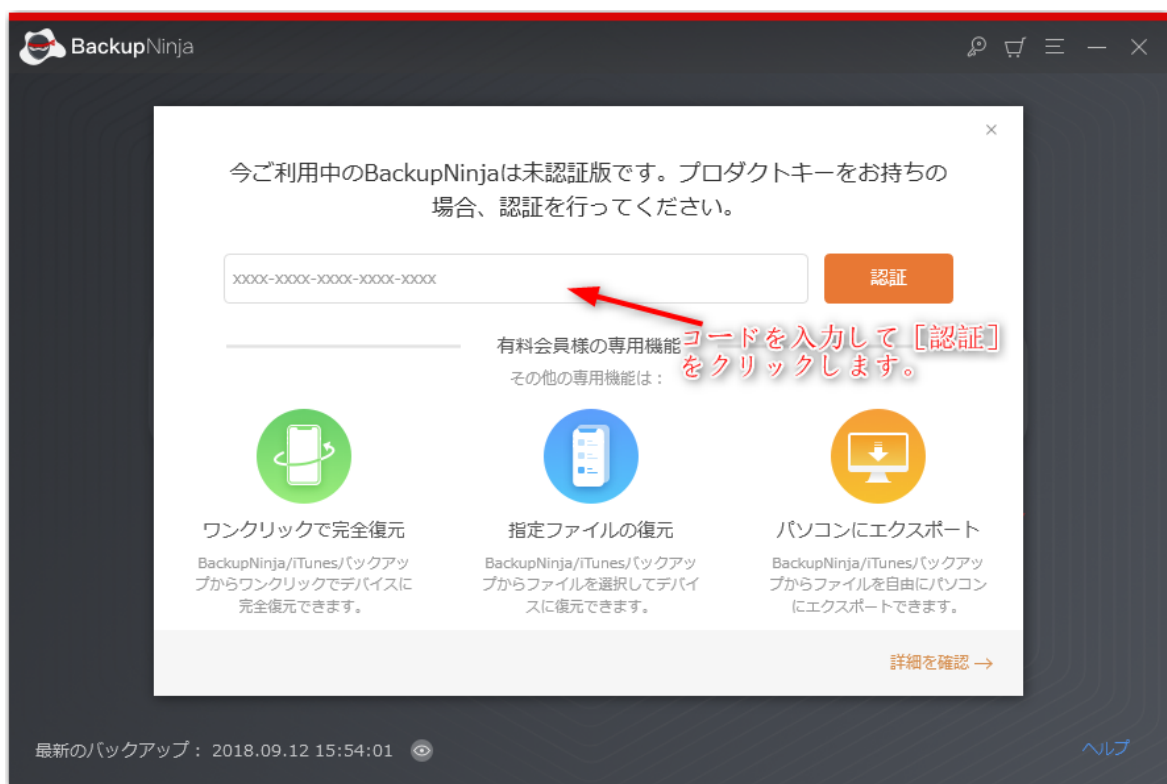 BackupNinja
今ご利用中のBackupNinjaは未認証版です。プロダクトキーをお持ちの
場合、認証を行ってください。
xxxx-xxxx-xxxx-xxxx-xxxx
認証
コードを入力して［認証］
をクリックします。
有料会員様の専用機能
その他の専用機能は：
ワンクリックで完全復元
BackupNinja/iTunesバックアッ
プからワンクリックでデバイスに
完全復元できます。
指定ファイルの復元
BackupNinja/iTunesバックアッ
プからファイルを選択してデバイ
スに復元できます。
パソコンにエクスポート
BackupNinja/iTunesバックアッ
プからファイルを自由にパソコン
にエクスポートできます。
詳細を確認 →
最新のバックアップ： 2018.09.12 15:54:01
ヘルプ